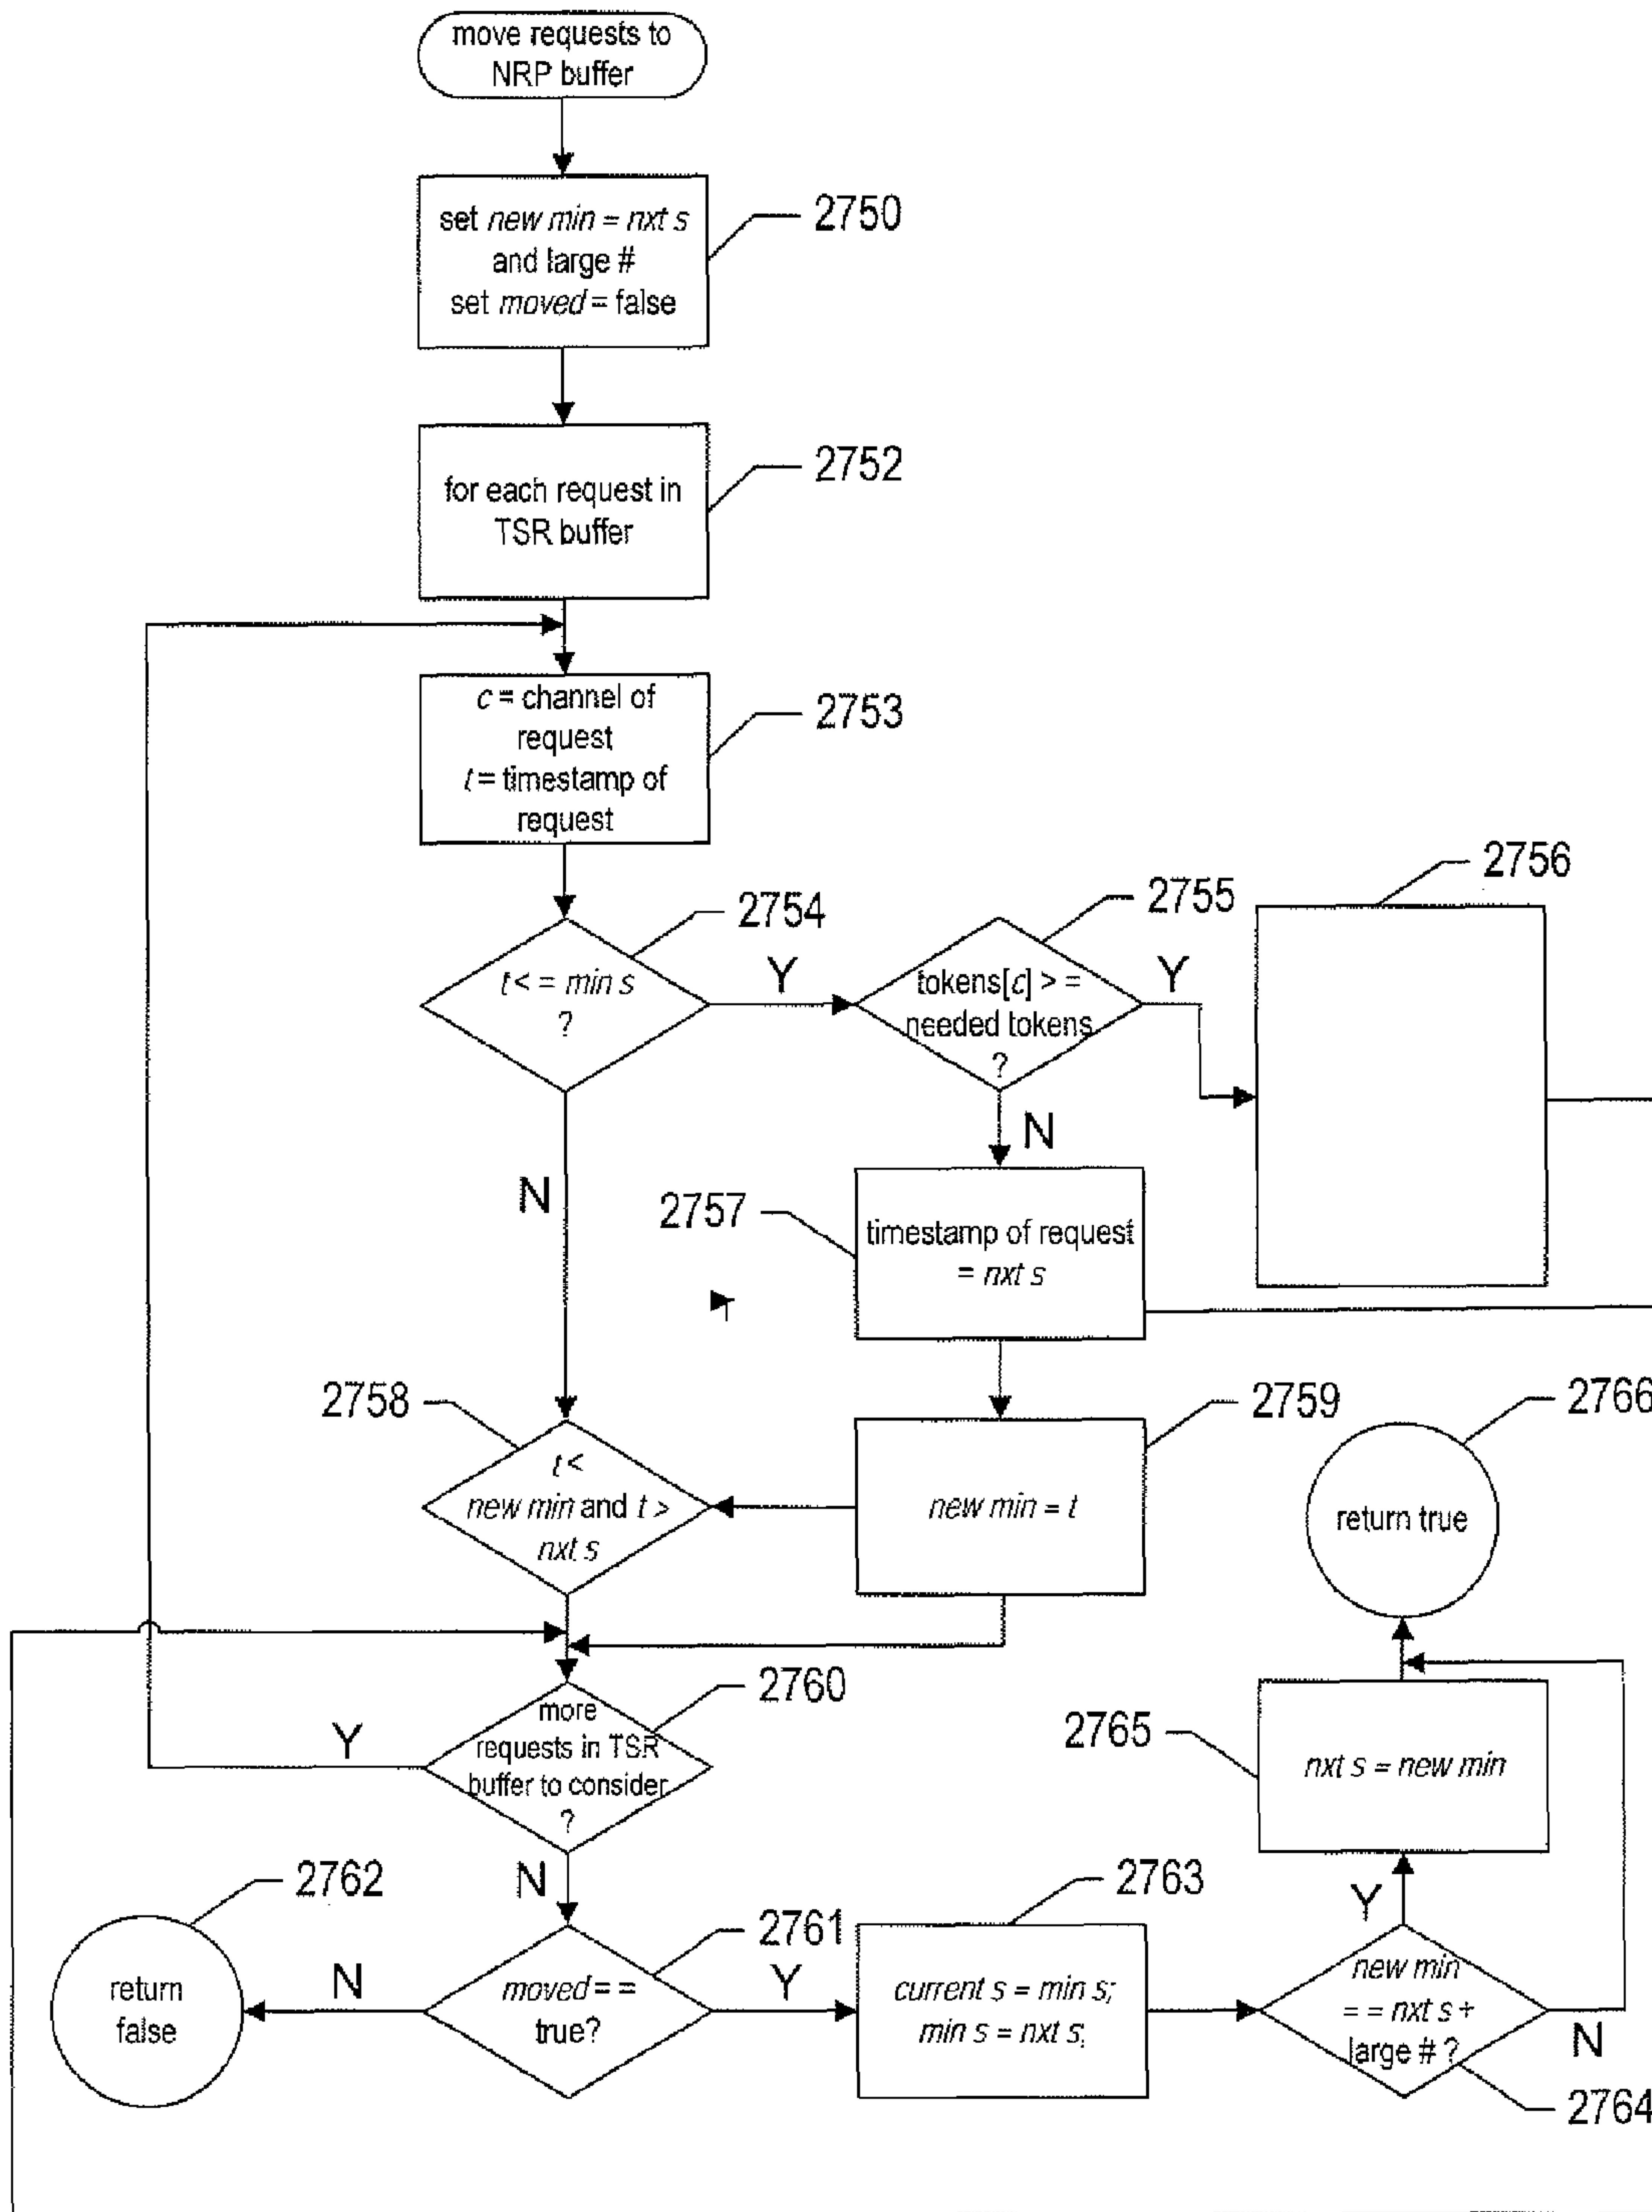 move requests to
NRP buffer
set new min = nxt s
and large #
set moved = false
2750
for each request in
TSR buffer
2752
c = channel of
request
t = timestamp of
request
2753
2756
2754
2755
t < = min s
?
Y
tokens[c] > =
needed tokens
?
Y
N
N
2757
timestamp of request
= nxt s
2758
2759
2766
t <
new min and t >
nxt s
new min = t
return true
2760
more
requests in TSR
buffer to consider
?
Y
2765
nxt s = new min
2762
N
2763
Y
2761
return
false
N
moved = =
true?
Y
current s = min s;
min s = nxt s;
new min
= = nxt s +
large # ?
N
2764